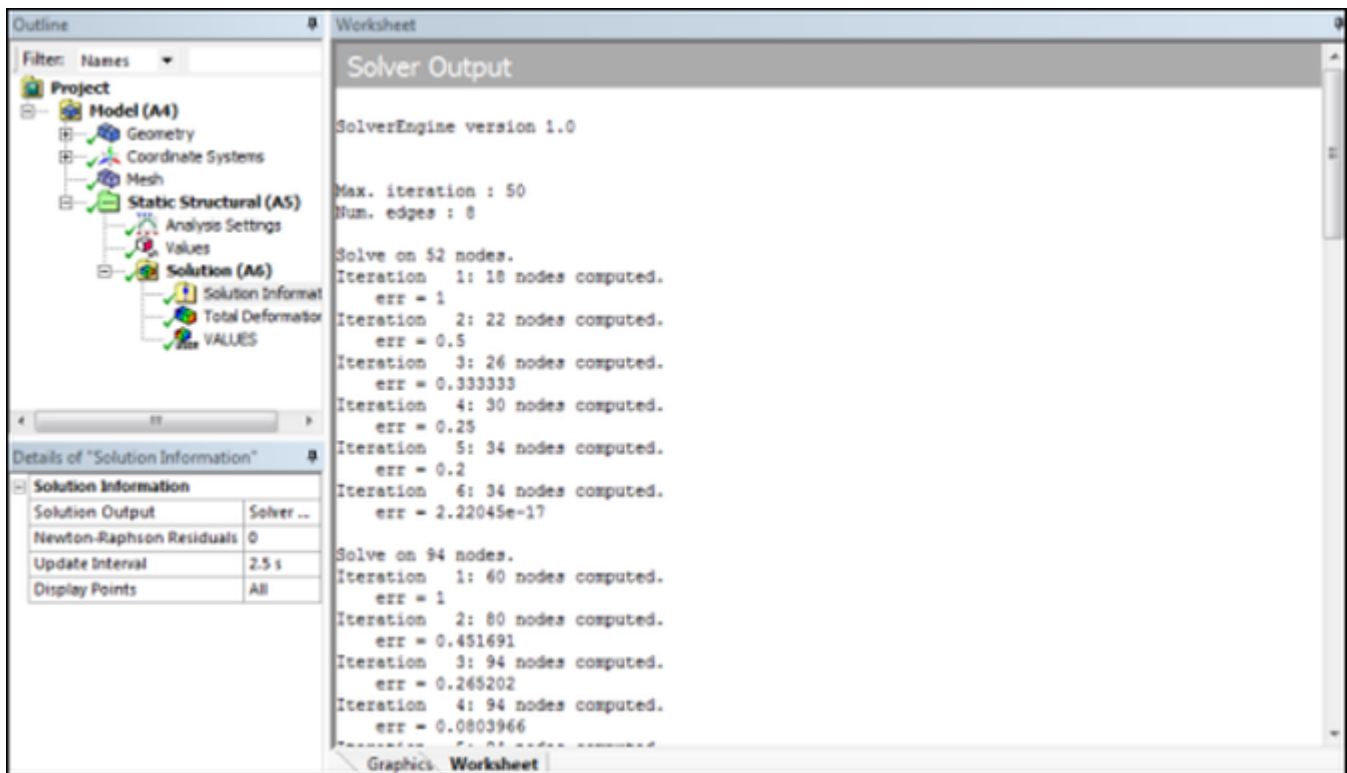 Outline
Filter: Names
Project
Model (A4)
Geometry
Coordinate Systems
Mesh
Static Structural (A5)
Analysis Settings
Values
Solution (A6)
Solution Informat
Total Deformation
VALUES
Details of "Solution Information"
Solution Information
Solution Output Solver ...
Newton-Raphson Residuals 0
Update Interval 2.5 s
Display Points All
Worksheet
Solver Output
SolverEngine version 1.0
Max. iteration : 50
Num. edges : 8
Solve on 52 nodes.
Iteration 1: 18 nodes computed.
err = 1
Iteration 2: 22 nodes computed.
err = 0.5
Iteration 3: 26 nodes computed.
err = 0.333333
Iteration 4: 30 nodes computed.
err = 0.25
Iteration 5: 34 nodes computed.
err = 0.2
Iteration 6: 34 nodes computed.
err = 2.22045e-17
Solve on 94 nodes.
Iteration 1: 60 nodes computed.
err = 1
Iteration 2: 80 nodes computed.
err = 0.451691
Iteration 3: 94 nodes computed.
err = 0.265202
Iteration 4: 94 nodes computed.
err = 0.0803966
Graphics Worksheet